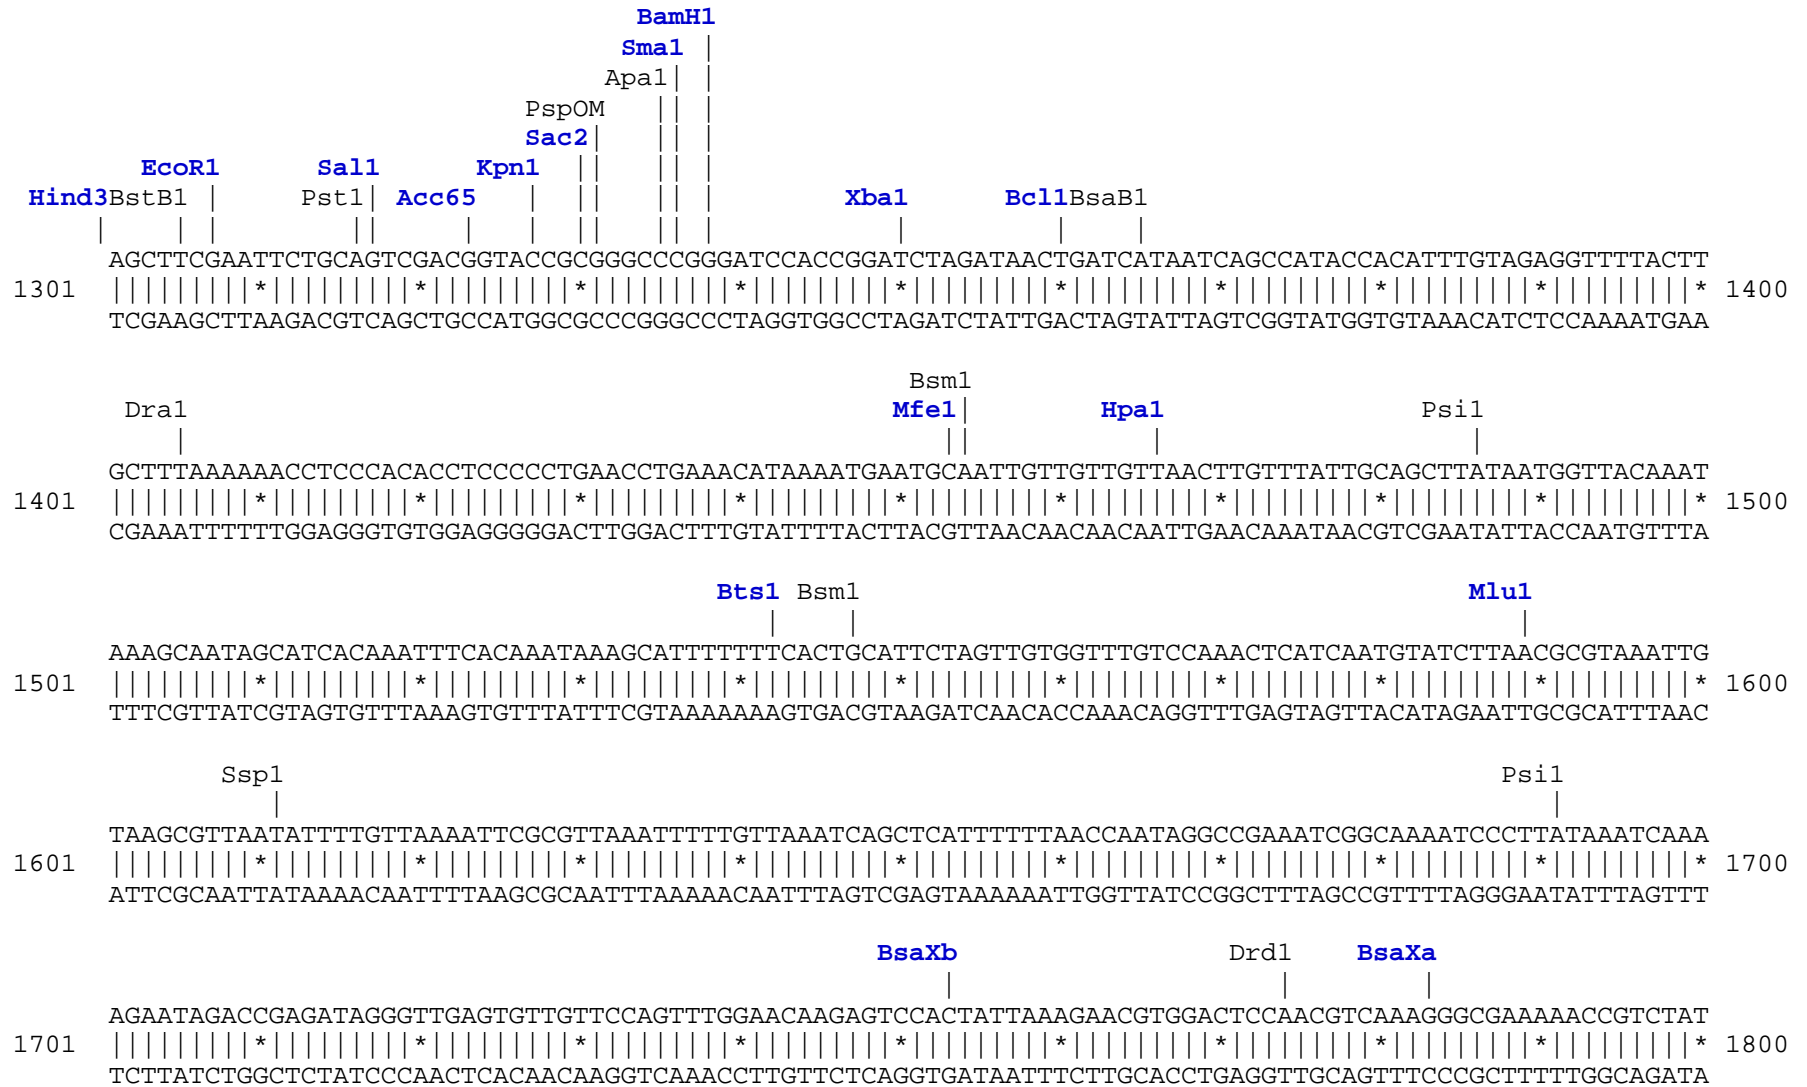 BamH1
Sma1 |
Apa1| |
PspOM || |
Sac2| || |
EcoR1 Sal1 Kpn1 || || |
Hind3BstB1 | Pst1| Acc65 | || || | Xba1 Bcl1BsaB1
| | | || | | || || | | | |
AGCTTCGAATTCTGCAGTCGACGGTACCGCGGGCCCGGGATCCACCGGATCTAGATAACTGATCATAATCAGCCATACCACATTTGTAGAGGTTTTACTT
1301 |||||||||*|||||||||*|||||||||*|||||||||*|||||||||*|||||||||*|||||||||*|||||||||*|||||||||*|||||||||* 1400
TCGAAGCTTAAGACGTCAGCTGCCATGGCGCCCGGGCCCTAGGTGGCCTAGATCTATTGACTAGTATTAGTCGGTATGGTGTAAACATCTCCAAAATGAA
Bsm1
Dra1 Mfe1| Hpa1 Psi1
| || | |
GCTTTAAAAAACCTCCCACACCTCCCCCTGAACCTGAAACATAAAATGAATGCAATTGTTGTTGTTAACTTGTTTATTGCAGCTTATAATGGTTACAAAT
1401 |||||||||*|||||||||*|||||||||*|||||||||*|||||||||*|||||||||*|||||||||*|||||||||*|||||||||*|||||||||* 1500
CGAAATTTTTTGGAGGGTGTGGAGGGGGACTTGGACTTTGTATTTTACTTACGTTAACAACAACAATTGAACAAATAACGTCGAATATTACCAATGTTTA
Bts1 Bsm1 Mlu1
| | |
AAAGCAATAGCATCACAAATTTCACAAATAAAGCATTTTTTTCACTGCATTCTAGTTGTGGTTTGTCCAAACTCATCAATGTATCTTAACGCGTAAATTG
1501 |||||||||*|||||||||*|||||||||*|||||||||*|||||||||*|||||||||*|||||||||*|||||||||*|||||||||*|||||||||* 1600
TTTCGTTATCGTAGTGTTTAAAGTGTTTATTTCGTAAAAAAAGTGACGTAAGATCAACACCAAACAGGTTTGAGTAGTTACATAGAATTGCGCATTTAAC
Ssp1 Psi1
| |
TAAGCGTTAATATTTTGTTAAAATTCGCGTTAAATTTTTGTTAAATCAGCTCATTTTTTAACCAATAGGCCGAAATCGGCAAAATCCCTTATAAATCAAA
1601 |||||||||*|||||||||*|||||||||*|||||||||*|||||||||*|||||||||*|||||||||*|||||||||*|||||||||*|||||||||* 1700
ATTCGCAATTATAAAACAATTTTAAGCGCAATTTAAAAACAATTTAGTCGAGTAAAAAATTGGTTATCCGGCTTTAGCCGTTTTAGGGAATATTTAGTTT
BsaXb Drd1 BsaXa
| | |
AGAATAGACCGAGATAGGGTTGAGTGTTGTTCCAGTTTGGAACAAGAGTCCACTATTAAAGAACGTGGACTCCAACGTCAAAGGGCGAAAAACCGTCTAT
1701 |||||||||*|||||||||*|||||||||*|||||||||*|||||||||*|||||||||*|||||||||*|||||||||*|||||||||*|||||||||* 1800
TCTTATCTGGCTCTATCCCAACTCACAACAAGGTCAAACCTTGTTCTCAGGTGATAATTTCTTGCACCTGAGGTTGCAGTTTCCCGCTTTTTGGCAGATA